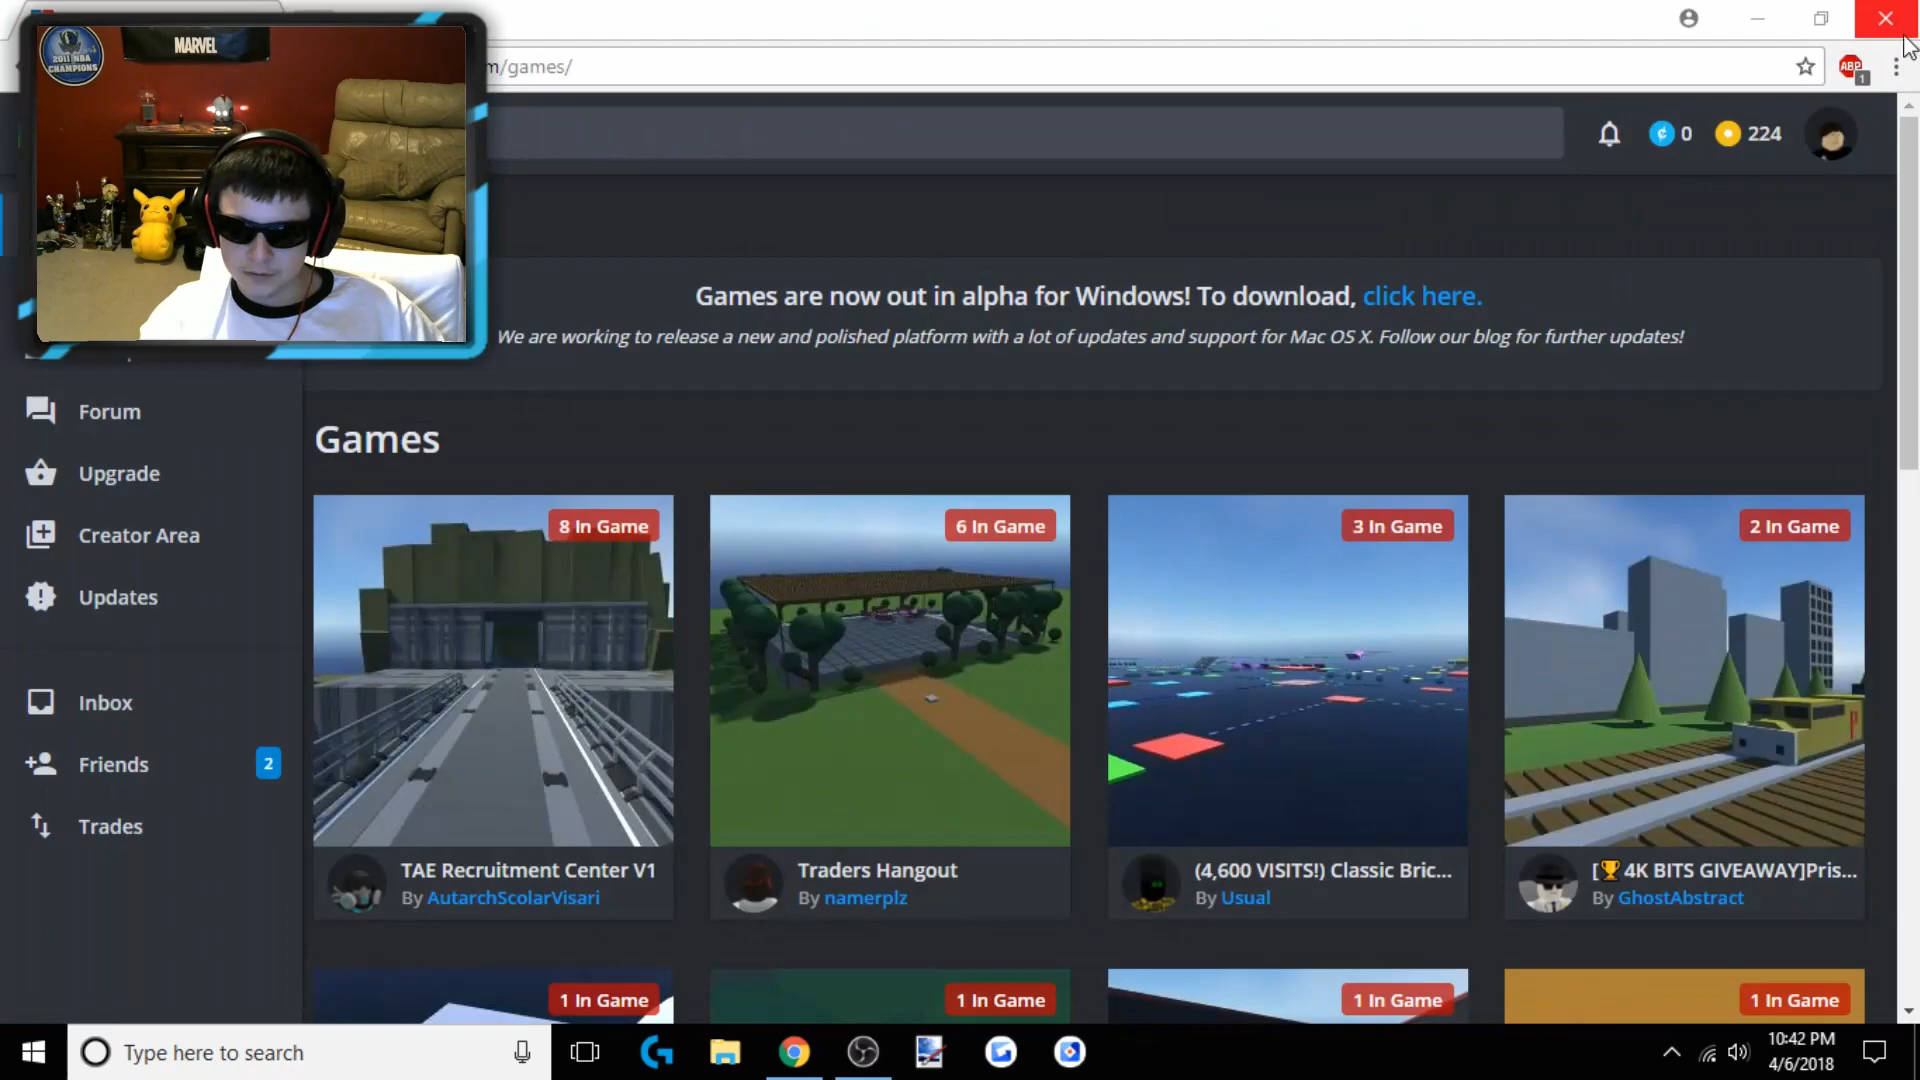 MARVEL
2011 NBA
CHAMPIONS
m/games/
ABP
1
0
224
Games are now out in alpha for Windows! To download, click here.
We are working to release a new and polished platform with a lot of updates and support for Mac OS X. Follow our blog for further updates!
Forum
Upgrade
Creator Area
Updates
Inbox
Friends
2
Trades
Games
8 In Game
6 In Game
3 In Game
2 In Game
TAE Recruitment Center V1
By AutarchScolarVisari
Traders Hangout
By namerplz
(4,600 VISITS!) Classic Bric...
By Usual
[🏆4K BITS GIVEAWAY]Pris...
By GhostAbstract
1 In Game
1 In Game
1 In Game
1 In Game
Type here to search
10:42 PM
4/6/2018